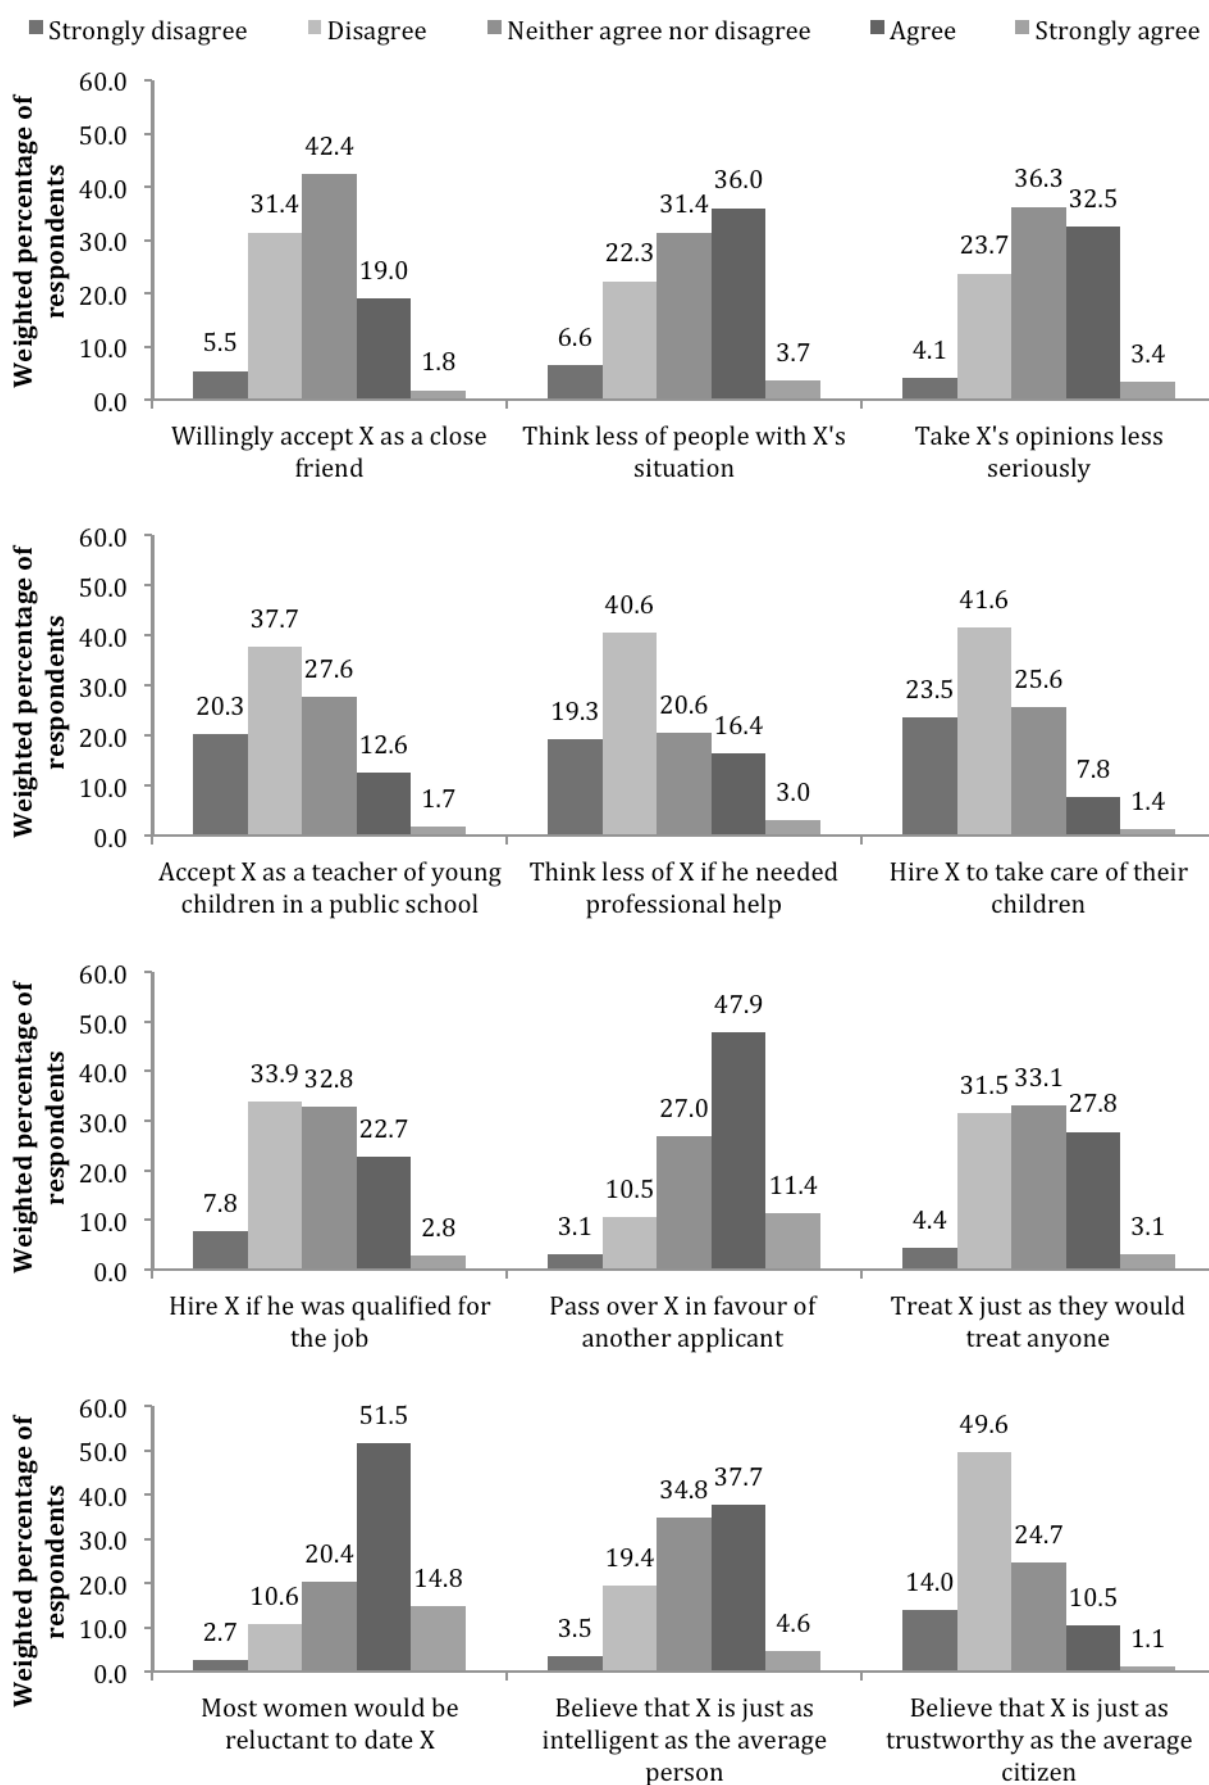 Strongly disagree Disagree Neither agree nor disagree Agree Strongly agree
Weighted percentage of
respondents
60.0
50.0
40.0
30.0
20.0
10.0
0.0
5.5 31.4 42.4 19.0 1.8
6.6 22.3 31.4 36.0 3.7
4.1 23.7 36.3 32.5 3.4
Willingly accept X as a close
friend
Think less of people with X's
situation
Take X's opinions less
seriously
Weighted percentage of
respondents
60.0
50.0
40.0
30.0
20.0
10.0
0.0
20.3 37.7 27.6 12.6 1.7
19.3 40.6 20.6 16.4 3.0
23.5 41.6 25.6 7.8 1.4
Accept X as a teacher of young
children in a public school
Think less of X if he needed
professional help
Hire X to take care of their
children
Weighted percentage of
respondents
60.0
50.0
40.0
30.0
20.0
10.0
0.0
7.8 33.9 32.8 22.7 2.8
3.1 10.5 27.0 47.9 11.4
4.4 31.5 33.1 27.8 3.1
Hire X if he was qualified for
the job
Pass over X in favour of
another applicant
Treat X just as they would
treat anyone
Weighted percentage of
respondents
60.0
50.0
40.0
30.0
20.0
10.0
0.0
2.7 10.6 20.4 51.5 14.8
3.5 19.4 34.8 37.7 4.6
14.0 49.6 24.7 10.5 1.1
Most women would be
reluctant to date X
Believe that X is just as
intelligent as the average
person
Believe that X is just as
trustworthy as the average
citizen